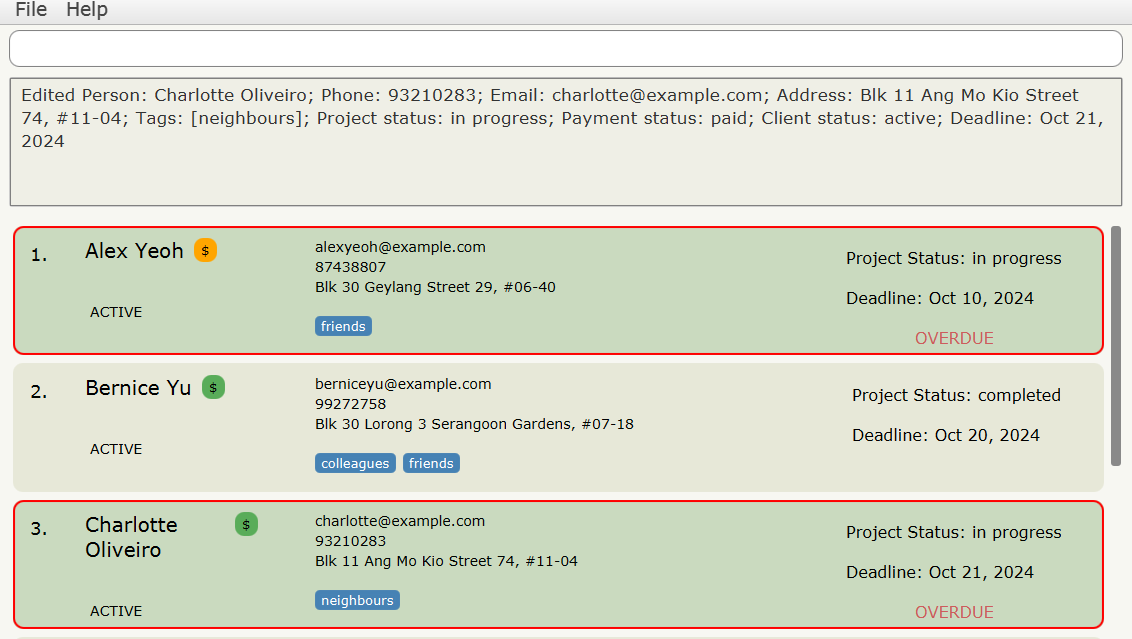 File Help
Edited Person: Charlotte Oliveiro; Phone: 93210283; Email: charlotte@example.com; Address: Blk 11 Ang Mo Kio Street
74, #11-04; Tags: [neighbours]; Project status: in progress; Payment status: paid; Client status: active; Deadline: Oct 21,
2024
1. Alex Yeoh $
ACTIVE
alexyeoh@example.com
87438807
Blk 30 Geylang Street 29, #06-40
friends
Project Status: in progress
Deadline: Oct 10, 2024
OVERDUE
2. Bernice Yu $
ACTIVE
berniceyu@example.com
99272758
Blk 30 Lorong 3 Serangoon Gardens, #07-18
colleagues friends
Project Status: completed
Deadline: Oct 20, 2024
3. Charlotte $
Oliveiro
ACTIVE
charlotte@example.com
93210283
Blk 11 Ang Mo Kio Street 74, #11-04
neighbours
Project Status: in progress
Deadline: Oct 21, 2024
OVERDUE